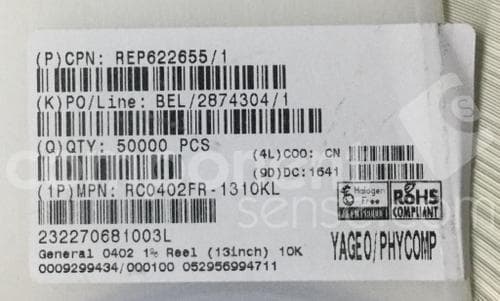 (P)CPN: REP622655/1
(K)PO/Line: BEL/2874304/1
(Q)QTY: 50000 PCS
(4L)COO: CN
(9D)DC:1641
(1P)MPN: RC0402FR-1310KL
Halogen
Free
RoHS
COMPLIANT
232270681003L
YAGEO/PHYCOMP
General 0402 1% Reel (13inch) 10K
0009299434/000100 052956994711